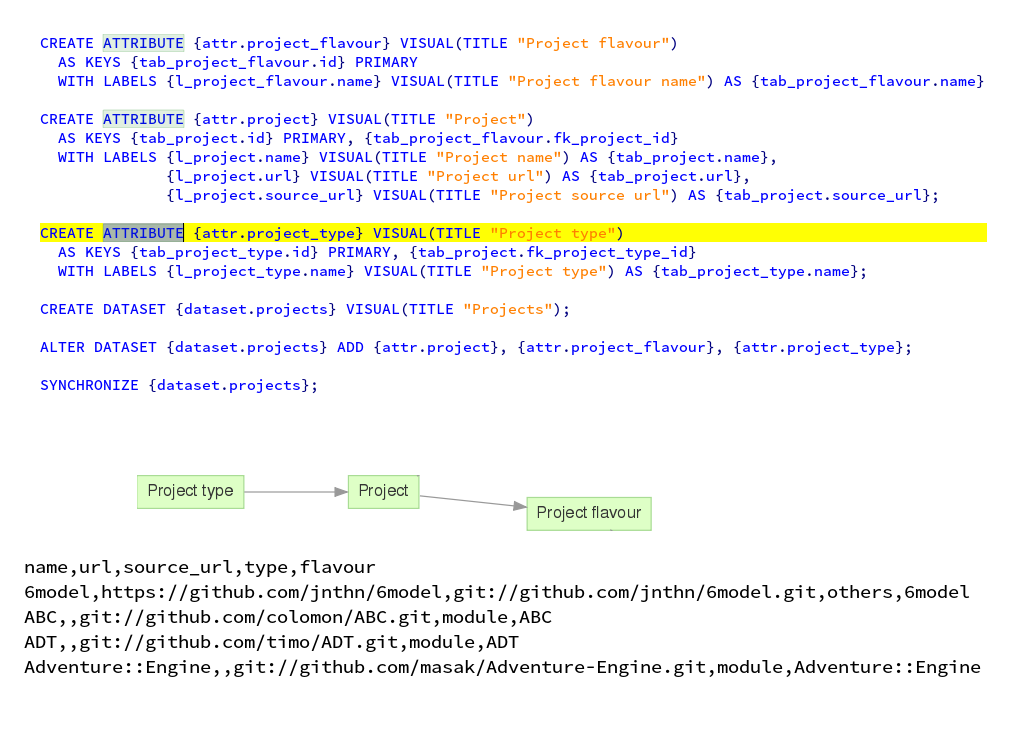 CREATE ATTRIBUTE {attr.project_flavour} VISUAL(TITLE "Project flavour")
AS KEYS {tab_project_flavour.id} PRIMARY
WITH LABELS {l_project_flavour.name} VISUAL(TITLE "Project flavour name") AS {tab_project_flavour.name}
CREATE ATTRIBUTE {attr.project} VISUAL(TITLE "Project")
AS KEYS {tab_project.id} PRIMARY, {tab_project_flavour.fk_project_id}
WITH LABELS {l_project.name} VISUAL(TITLE "Project name") AS {tab_project.name},
{l_project.url} VISUAL(TITLE "Project url") AS {tab_project.url},
{l_project.source_url} VISUAL(TITLE "Project source url") AS {tab_project.source_url};
CREATE ATTRIBUTE {attr.project_type} VISUAL(TITLE "Project type")
AS KEYS {tab_project_type.id} PRIMARY, {tab_project.fk_project_type_id}
WITH LABELS {l_project_type.name} VISUAL(TITLE "Project type") AS {tab_project_type.name};
CREATE DATASET {dataset.projects} VISUAL(TITLE "Projects");
ALTER DATASET {dataset.projects} ADD {attr.project}, {attr.project_flavour}, {attr.project_type};
SYNCHRONIZE {dataset.projects};
Project type
Project
Project flavour
name,url,source_url,type,flavour
6model,https://github.com/jnthn/6model,git://github.com/jnthn/6model.git,others,6model
ABC,,git://github.com/colomon/ABC.git,module,ABC
ADT,,git://github.com/timo/ADT.git,module,ADT
Adventure::Engine,,git://github.com/masak/Adventure-Engine.git,module,Adventure::Engine